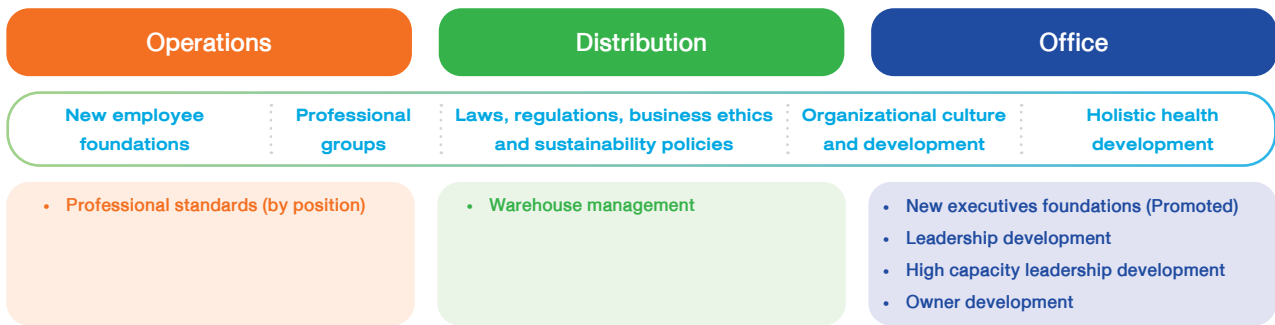 Operations
Distribution
Office
New employee
foundations
Professional
groups
Laws, regulations, business ethics
and sustainability policies
Organizational culture
and development
Holistic health
development
• Professional standards (by position)
• Warehouse management
• New executives foundations (Promoted)
• Leadership development
• High capacity leadership development
• Owner development